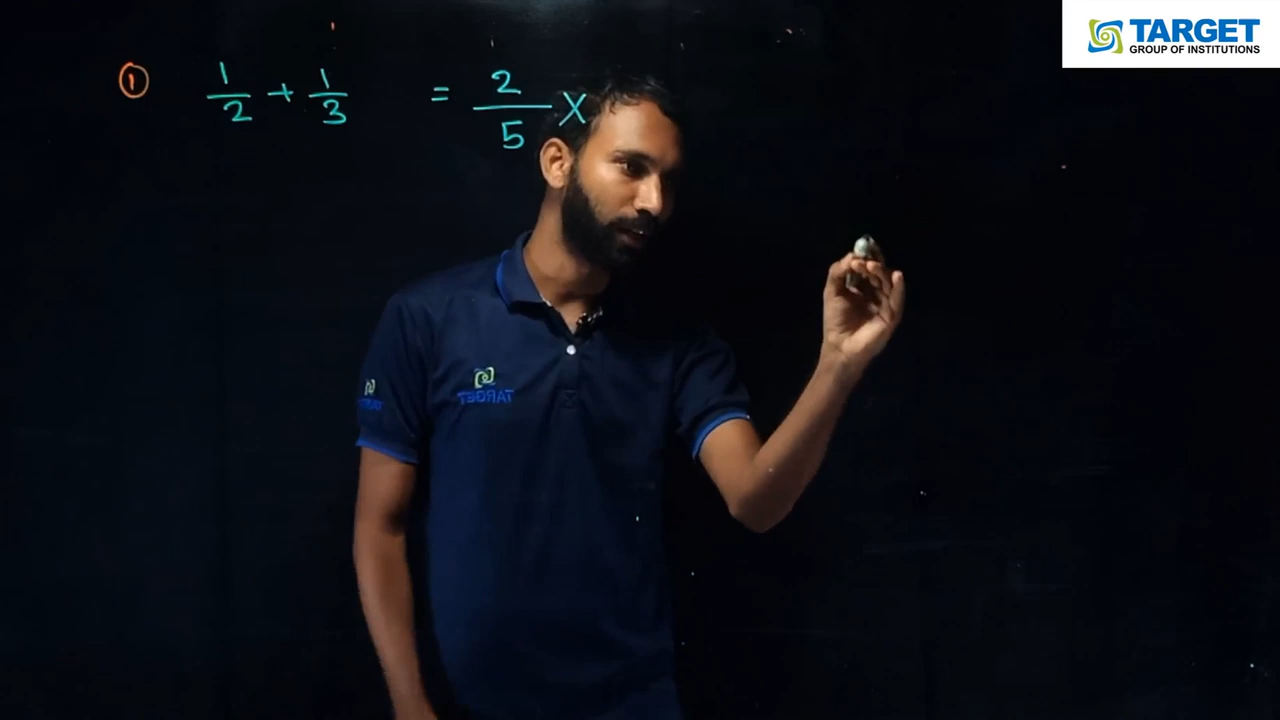 TARGET
GROUP OF INSTITUTIONS
① 1/2 + 1/3 = 2/5 X
TARGET